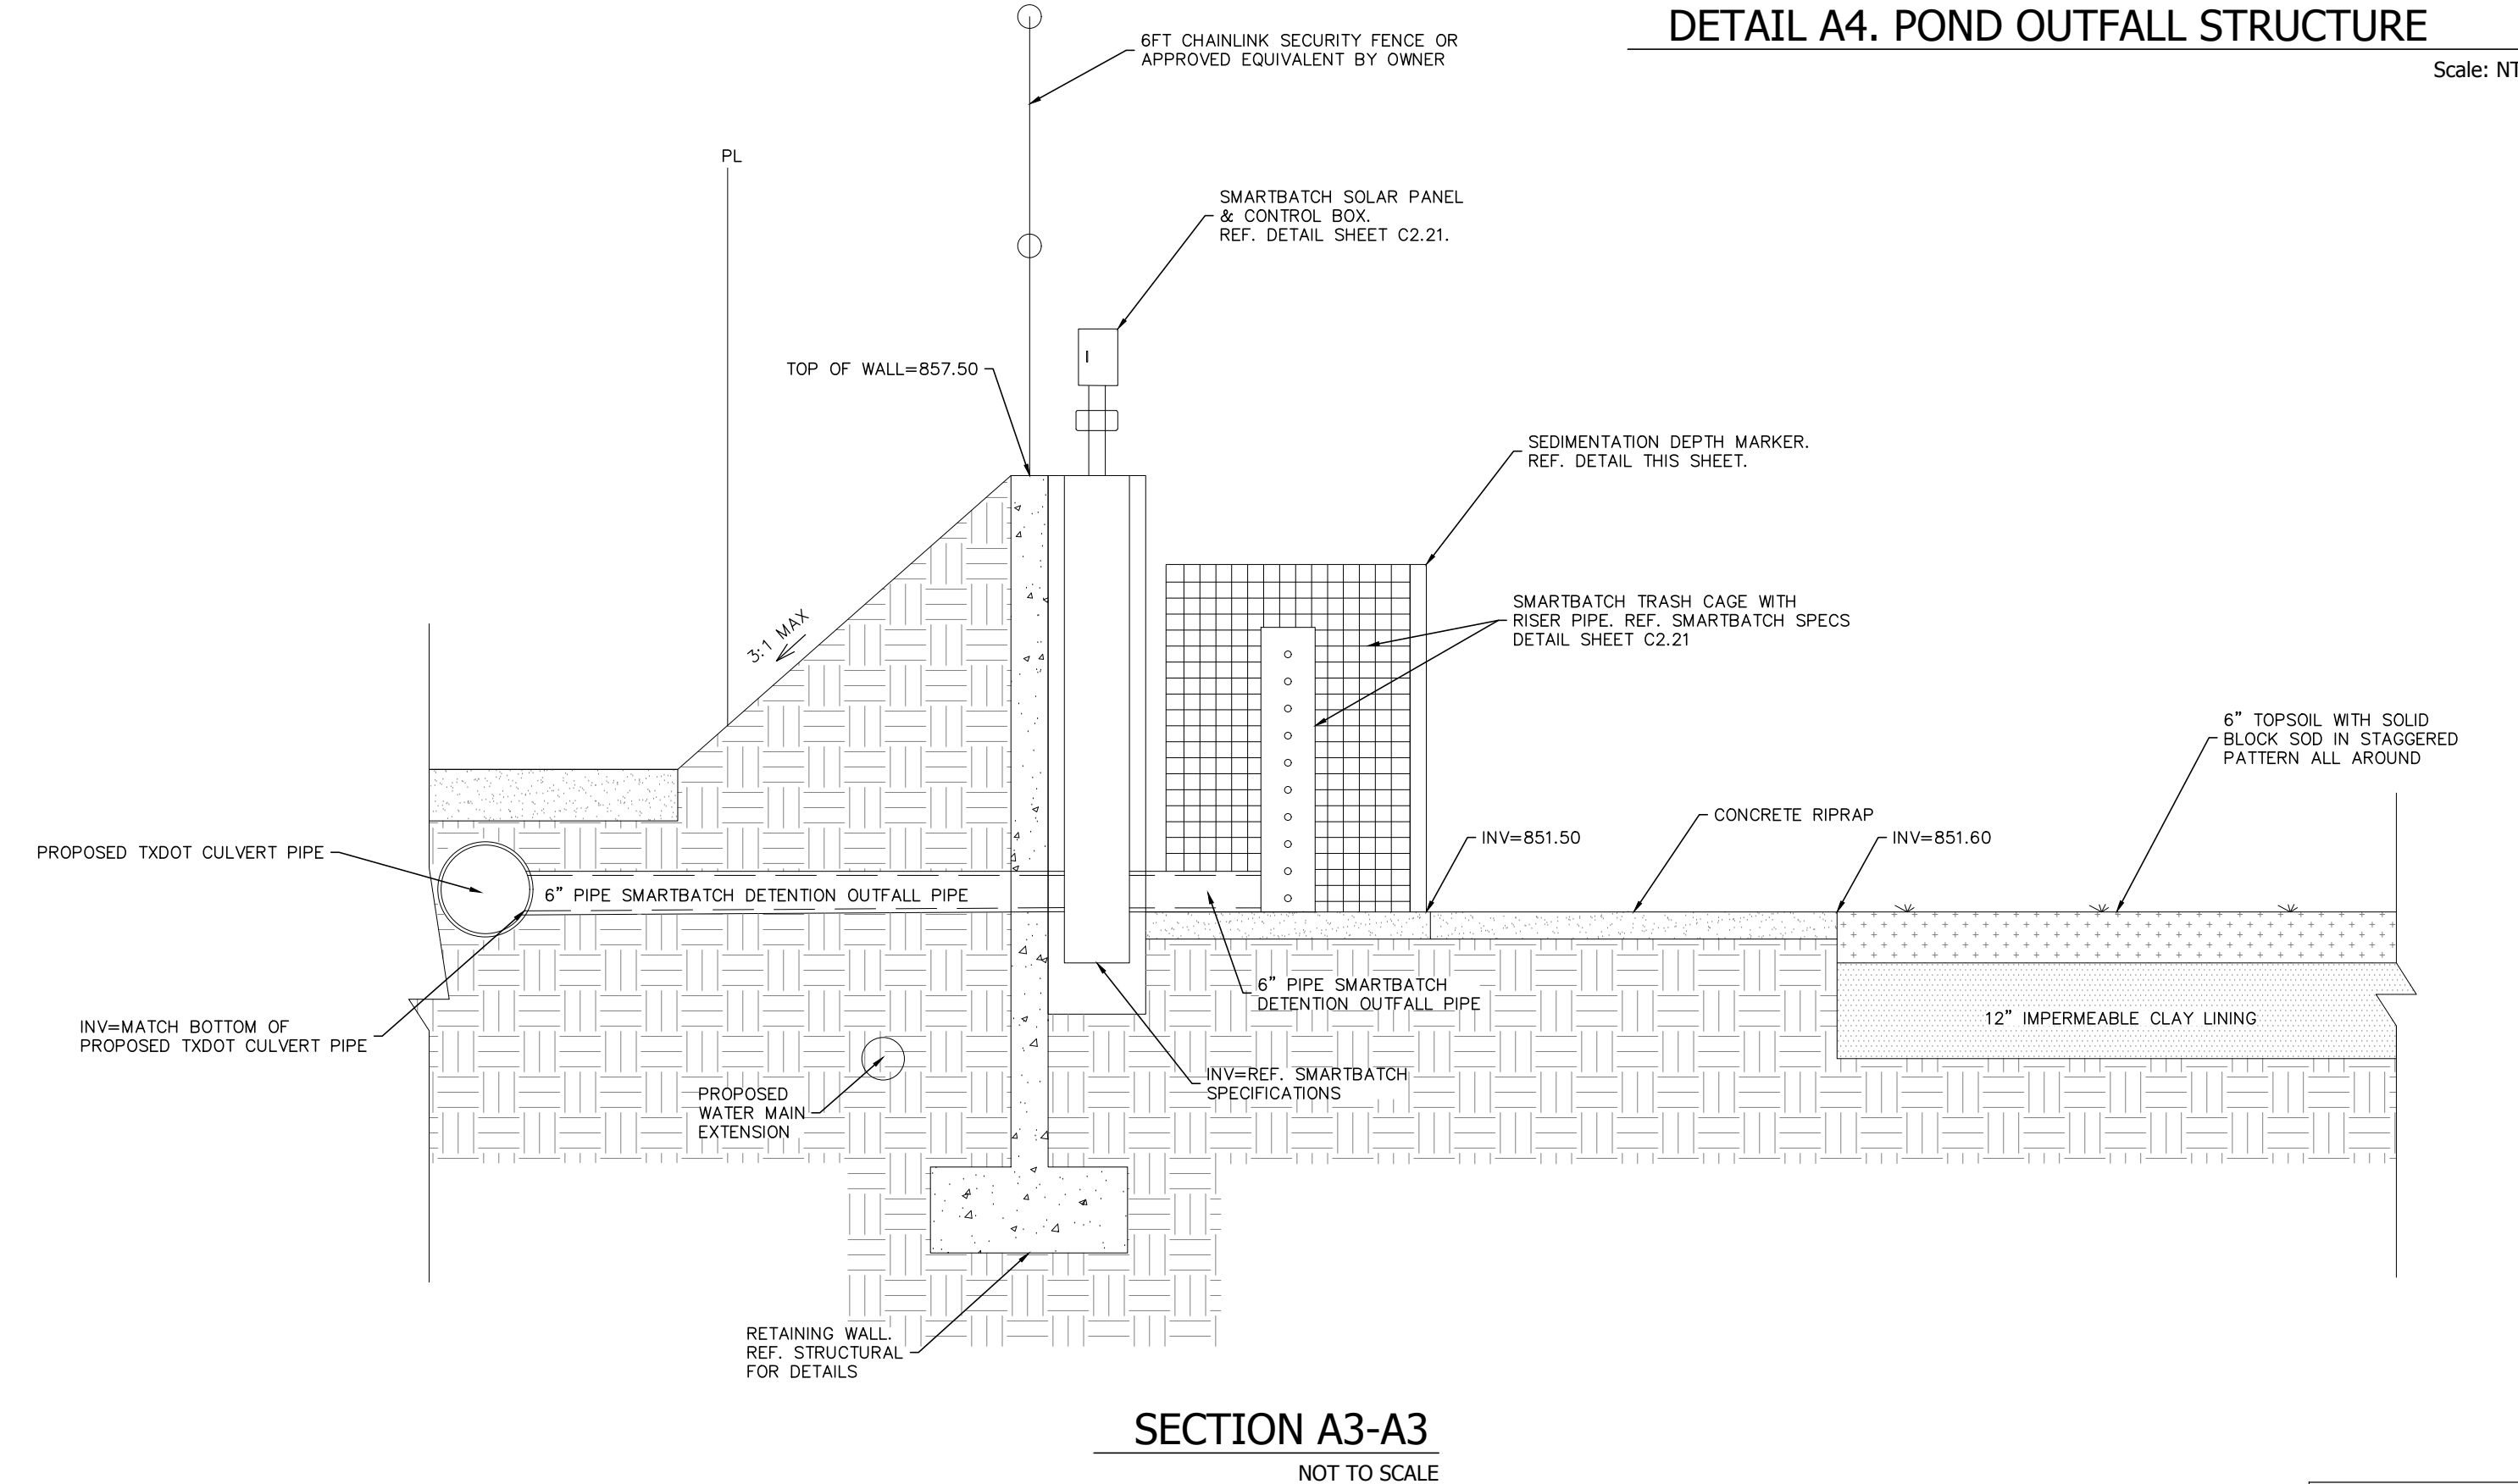 DETAIL A4. POND OUTFALL STRUCTURE
Scale: NT
6FT CHAINLINK SECURITY FENCE OR
APPROVED EQUIVALENT BY OWNER
PL
SMARTBATCH SOLAR PANEL
& CONTROL BOX.
REF. DETAIL SHEET C2.21.
TOP OF WALL=857.50
SEDIMENTATION DEPTH MARKER.
REF. DETAIL THIS SHEET.
3:1 MAX
SMARTBATCH TRASH CAGE WITH
RISER PIPE. REF. SMARTBATCH SPECS
DETAIL SHEET C2.21
6" TOPSOIL WITH SOLID
BLOCK SOD IN STAGGERED
PATTERN ALL AROUND
CONCRETE RIPRAP
INV=851.50
INV=851.60
PROPOSED TXDOT CULVERT PIPE
6" PIPE SMARTBATCH DETENTION OUTFALL PIPE
6" PIPE SMARTBATCH
DETENTION OUTFALL PIPE
12" IMPERMEABLE CLAY LINING
INV=MATCH BOTTOM OF
PROPOSED TXDOT CULVERT PIPE
INV=REF. SMARTBATCH
SPECIFICATIONS
PROPOSED
WATER MAIN
EXTENSION
RETAINING WALL.
REF. STRUCTURAL
FOR DETAILS
SECTION A3-A3
NOT TO SCALE